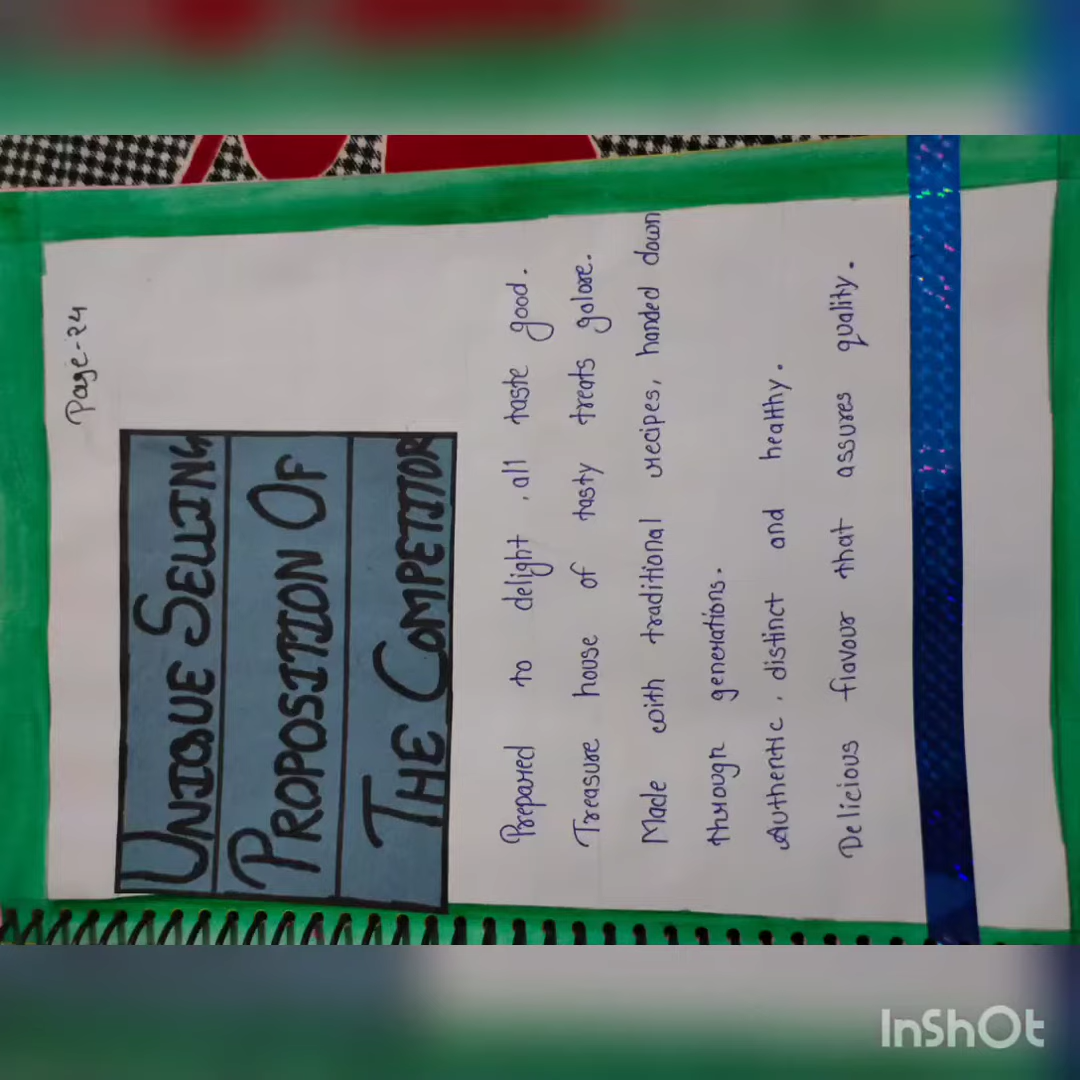 Page-24
UNIQUE SELLING
PROPOSITION OF
THE COMPETITOR
Prepared to delight, all taste good.
Treasure house of tasty treats galore.
Made with traditional recipes, handed down
through generations.
Authentic, distinct and healthy.
Delicious flavour that assures quality.
InShOt